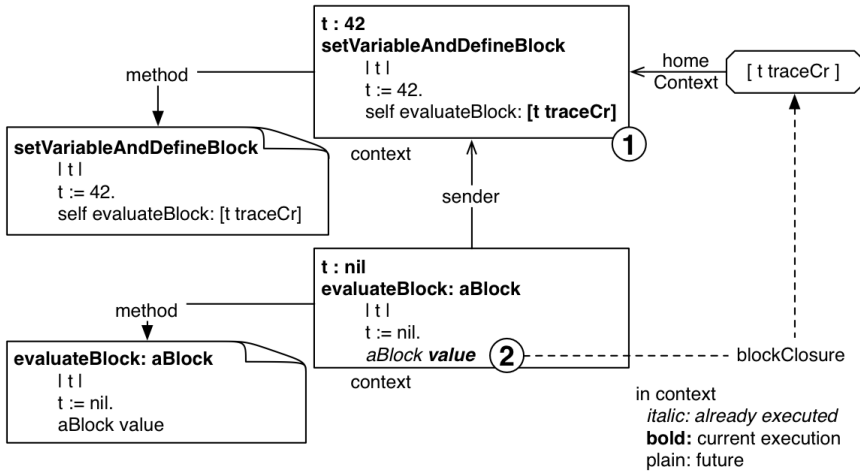 t : 42
setVariableAndDefineBlock
| t |
t := 42.
self evaluateBlock: [t traceCr]
home
Context
[ t traceCr ]
method
1
context
setVariableAndDefineBlock
| t |
t := 42.
self evaluateBlock: [t traceCr]
sender
t : nil
evaluateBlock: aBlock
| t |
t := nil.
aBlock value
2
blockClosure
method
context
evaluateBlock: aBlock
| t |
t := nil.
aBlock value
in context
italic: already executed
bold: current execution
plain: future